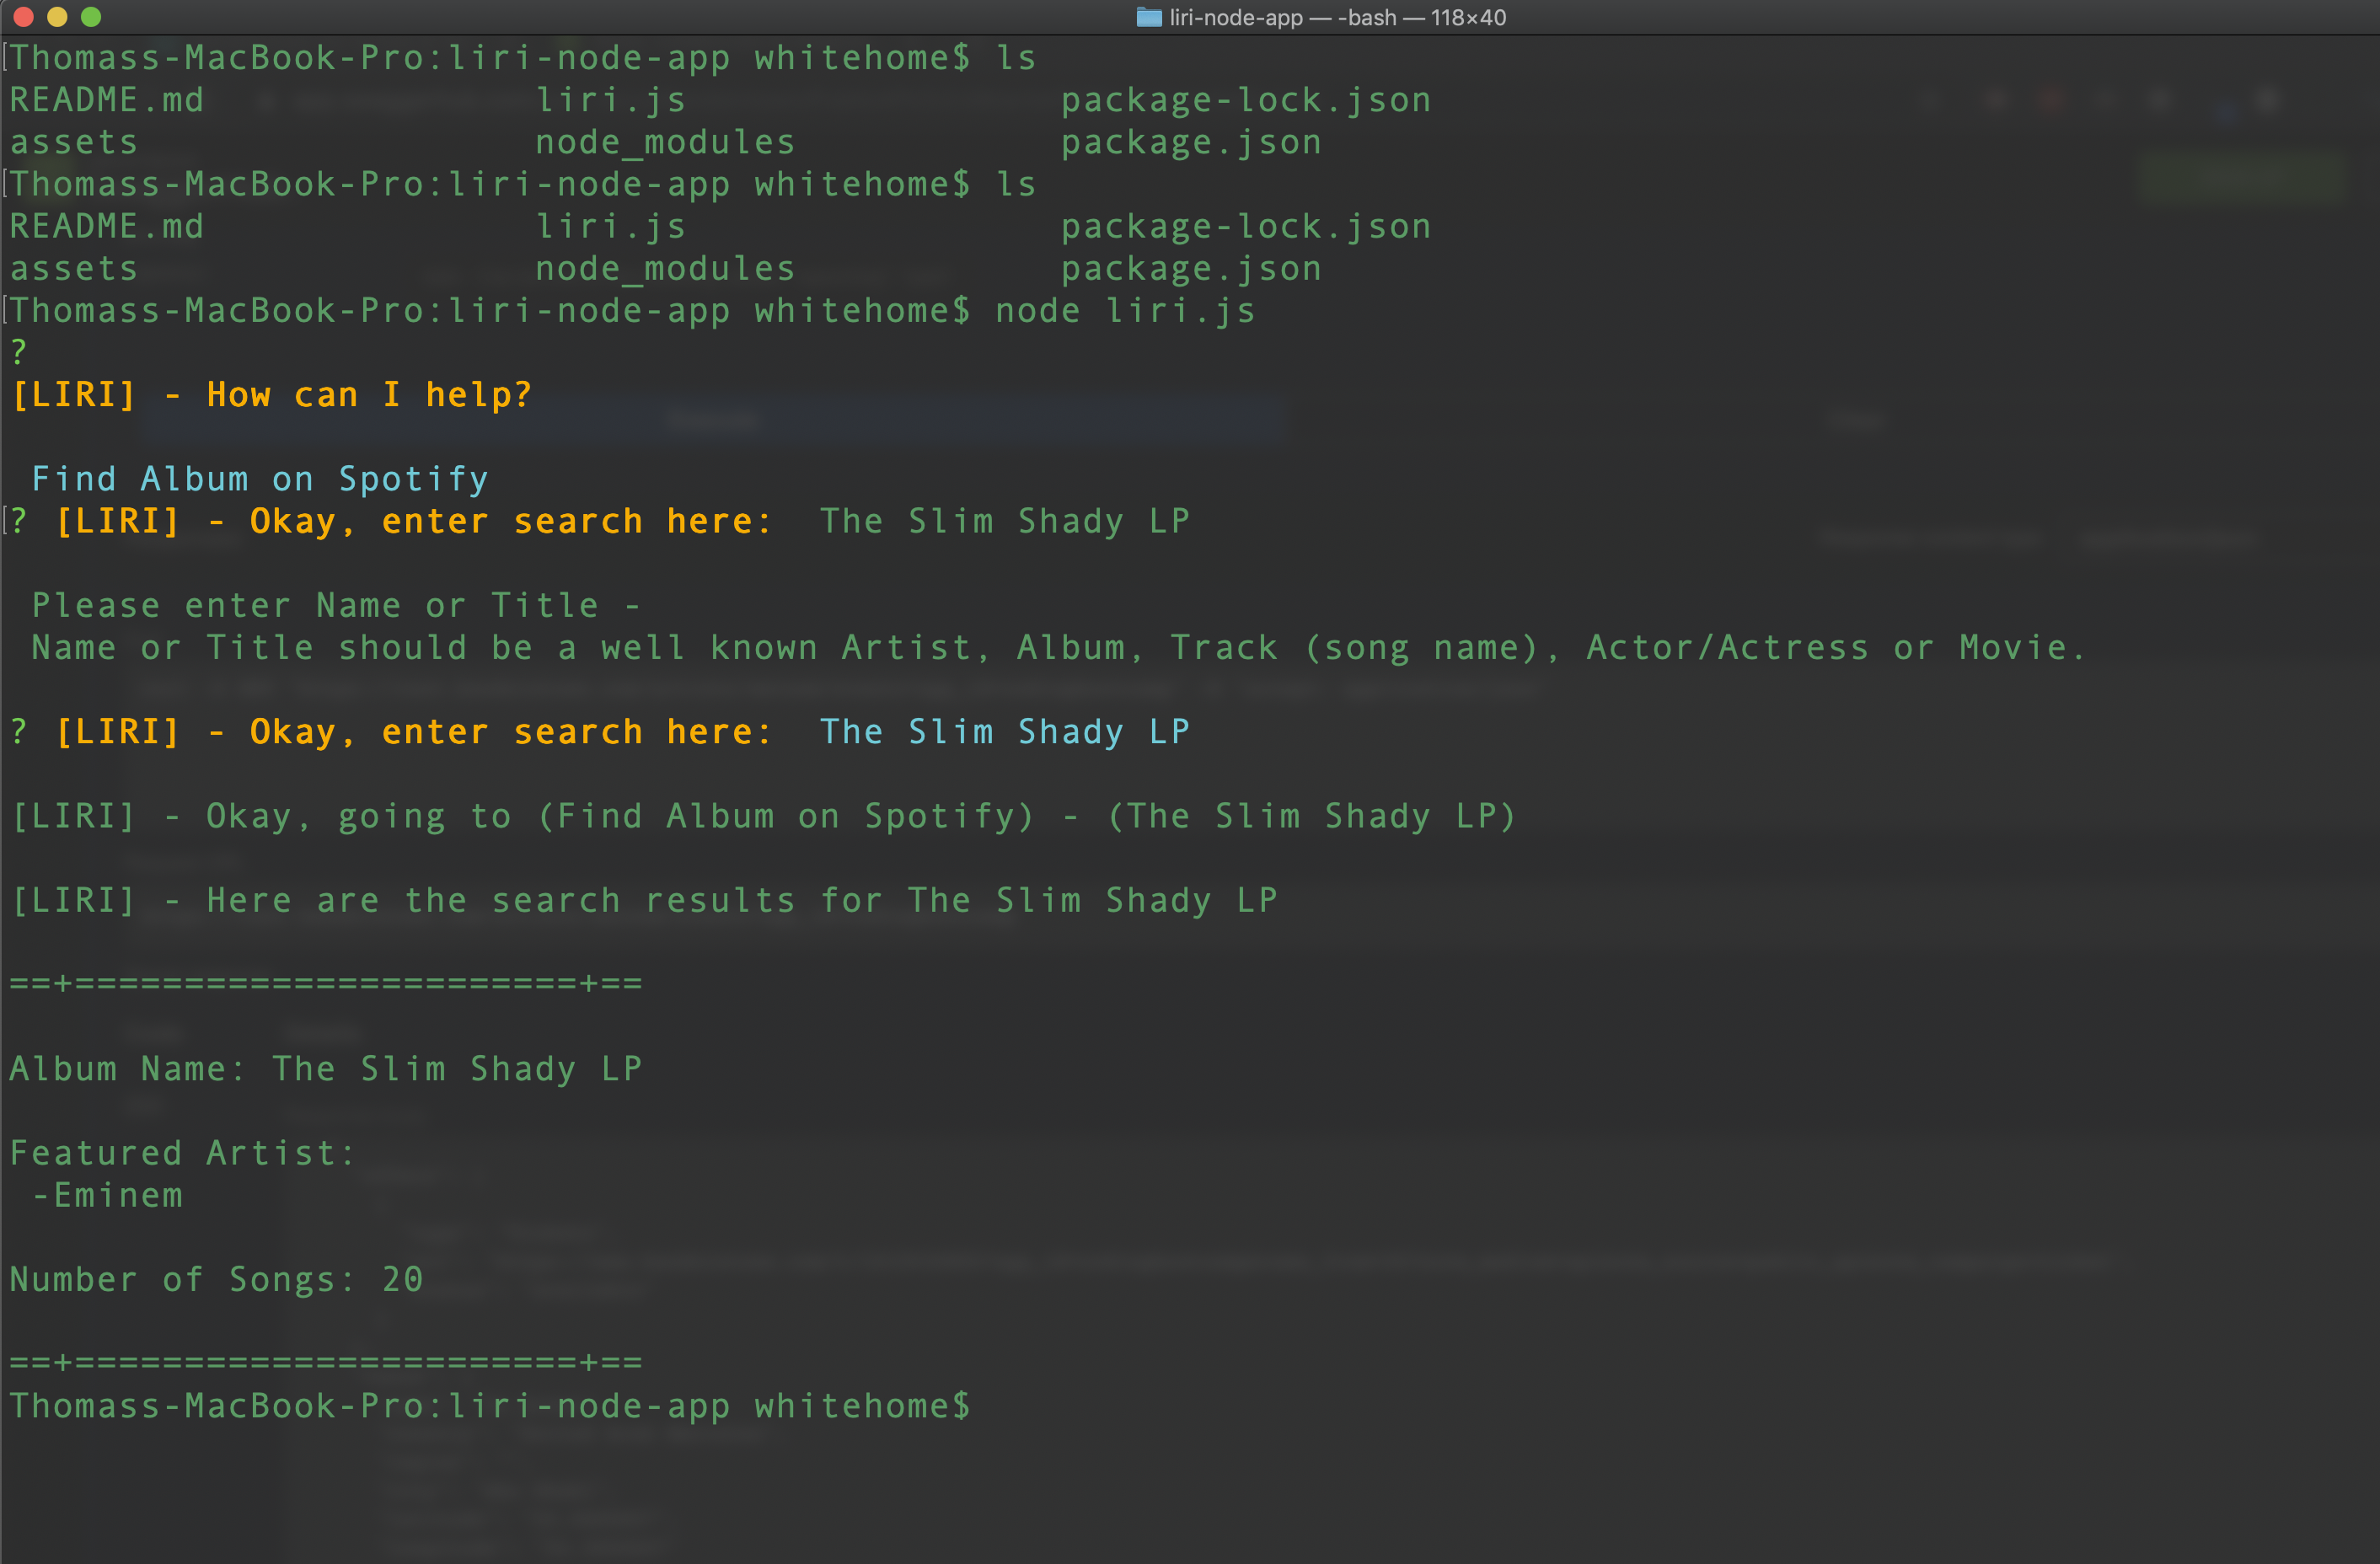 liri-node-app — -bash — 118×40
Thomass-MacBook-Pro:liri-node-app whitehome$ ls
README.md liri.js package-lock.json
assets node_modules package.json
Thomass-MacBook-Pro:liri-node-app whitehome$ ls
README.md liri.js package-lock.json
assets node_modules package.json
Thomass-MacBook-Pro:liri-node-app whitehome$ node liri.js
?
[LIRI] - How can I help?
Find Album on Spotify
? [LIRI] - Okay, enter search here: The Slim Shady LP
Please enter Name or Title -
Name or Title should be a well known Artist, Album, Track (song name), Actor/Actress or Movie.
? [LIRI] - Okay, enter search here: The Slim Shady LP
[LIRI] - Okay, going to (Find Album on Spotify) - (The Slim Shady LP)
[LIRI] - Here are the search results for The Slim Shady LP
==+=======================+==
Album Name: The Slim Shady LP
Featured Artist:
-Eminem
Number of Songs: 20
==+=======================+==
Thomass-MacBook-Pro:liri-node-app whitehome$